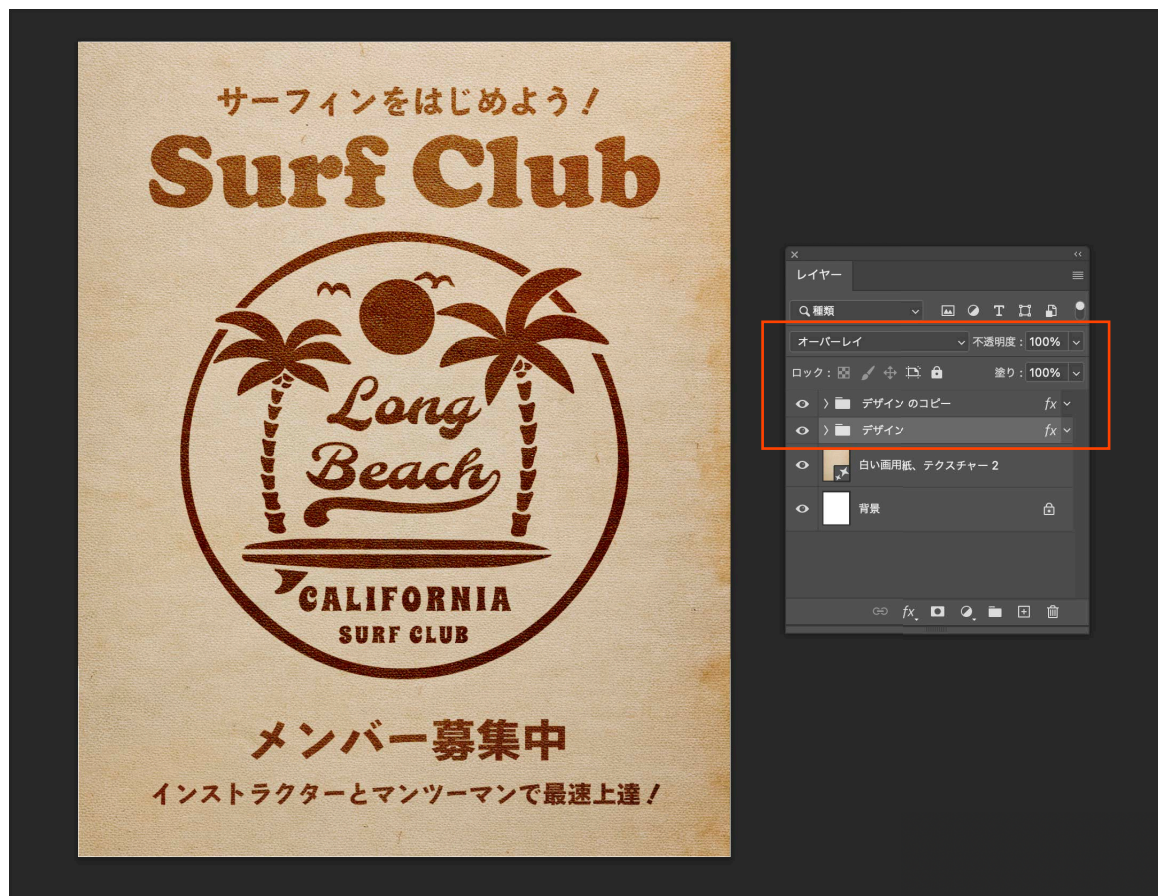 サーフィンをはじめよう！
Surf Club
Long
Beach
CALIFORNIA
SURF CLUB
メンバー募集中
インストラクターとマンツーマンで最速上達！
レイヤー
種類
オーバーレイ 不透明度： 100%
ロック： 塗り： 100%
デザイン のコピー fx
デザイン fx
白い画用紙、テクスチャー 2
背景
fx